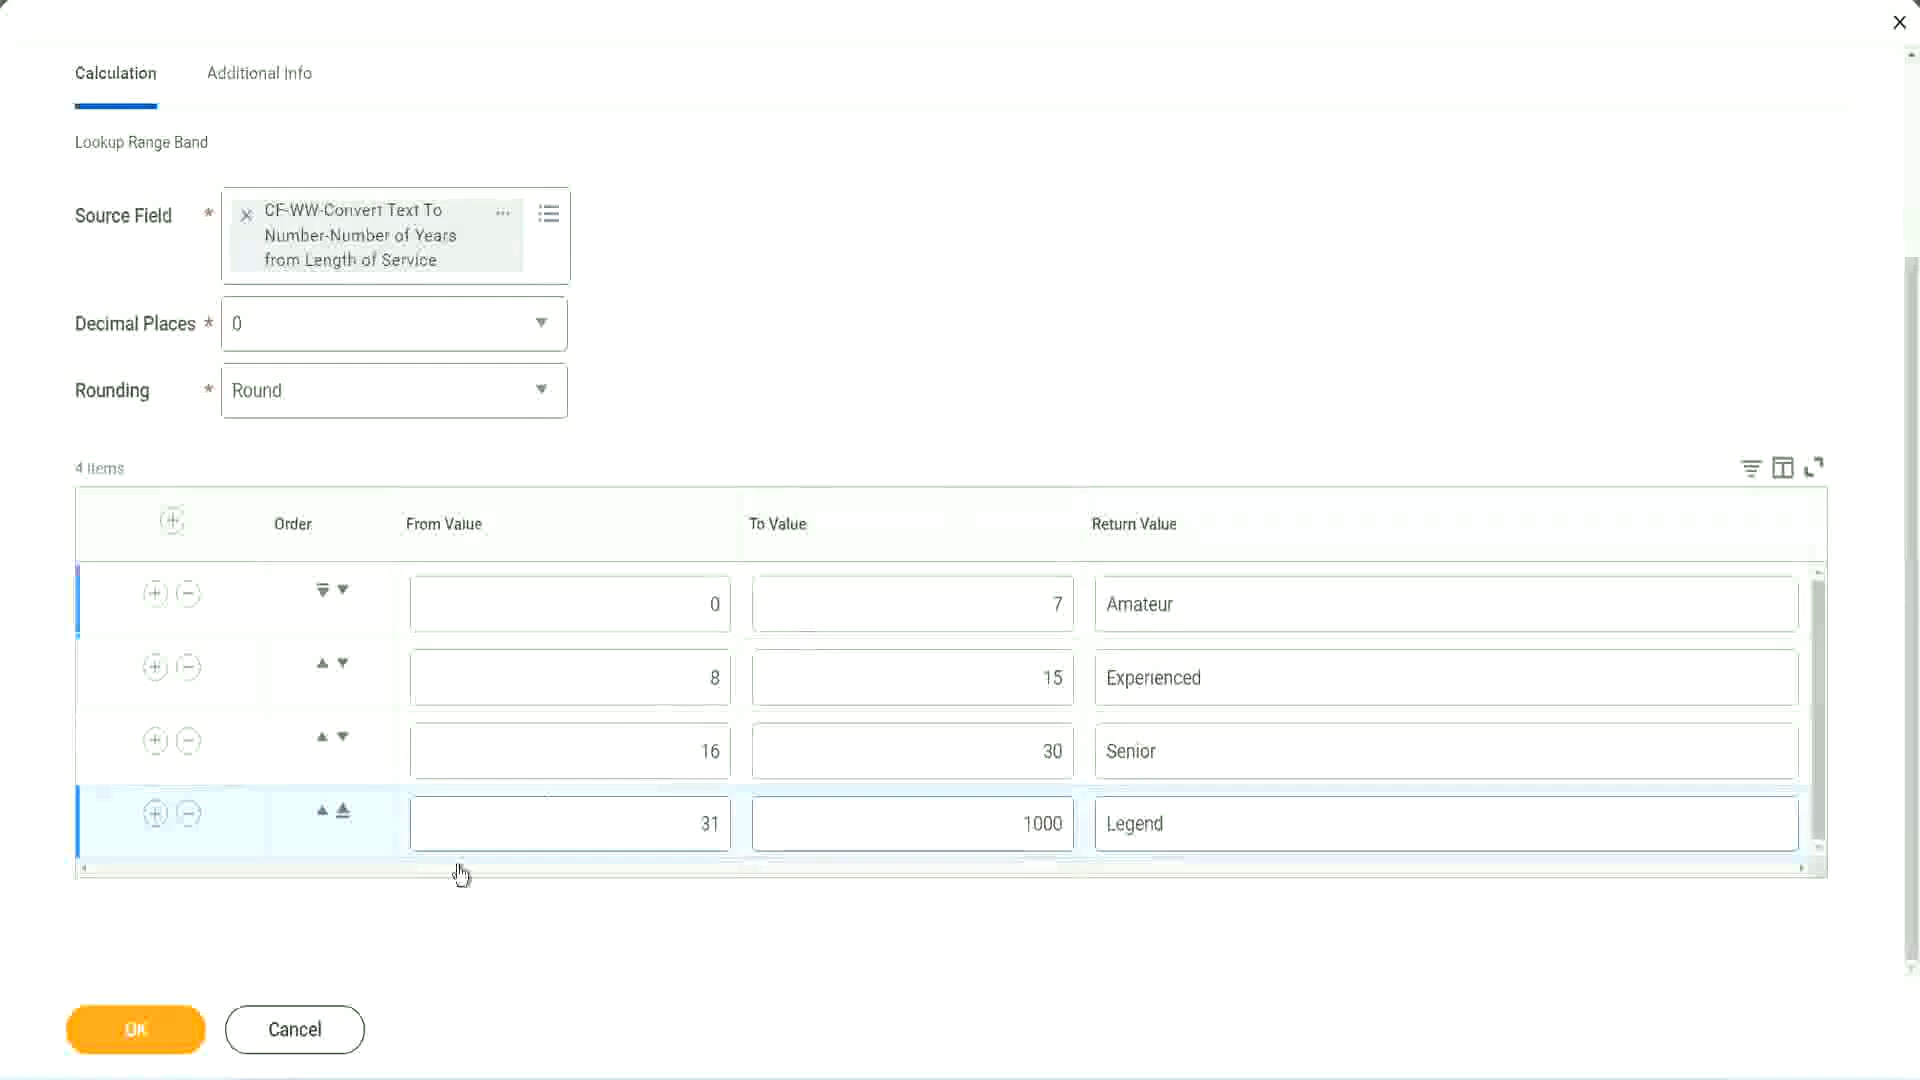 Calculation
Additional Info
Lookup Range Band
Source Field *
CF-WW-Convert Text To
Number-Number of Years
from Length of Service
Decimal Places * 0
Rounding * Round
4 items
Order From Value To Value Return Value
0 7 Amateur
8 15 Experienced
16 30 Senior
31 1000 Legend
OK Cancel